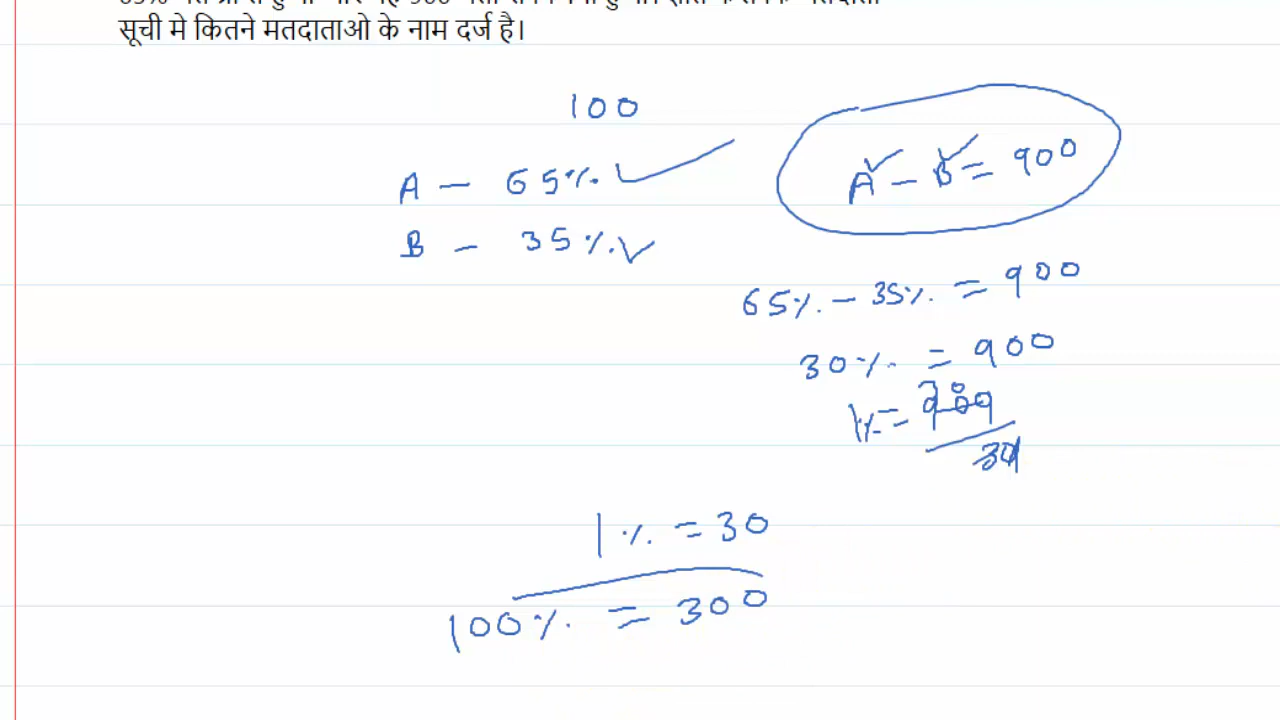 सूची मे कितने मतदाताओ के नाम दर्ज है।
100
A - 65%
A - B = 900
B - 35%
65% - 35% = 900
30% = 900
30
1% = 900
30
1% = 30
100% = 300